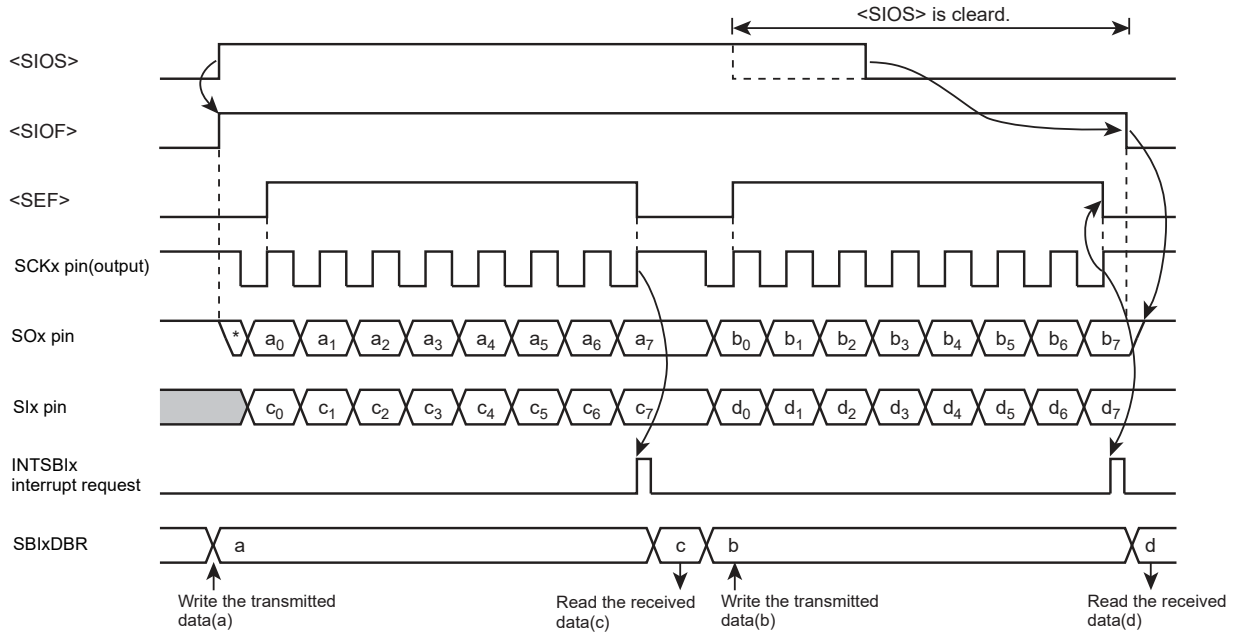 <SIOS> is cleard.
<SIOS>
<SIOF>
<SEF>
SCKx pin(output)
SOx pin
* a0 a1 a2 a3 a4 a5 a6 a7 b0 b1 b2 b3 b4 b5 b6 b7
SIx pin
c0 c1 c2 c3 c4 c5 c6 c7 d0 d1 d2 d3 d4 d5 d6 d7
INTSBIx
interrupt request
SBIxDBR
a c b d
Write the transmitted
data(a)
Read the received
data(c)
Write the transmitted
data(b)
Read the received
data(d)